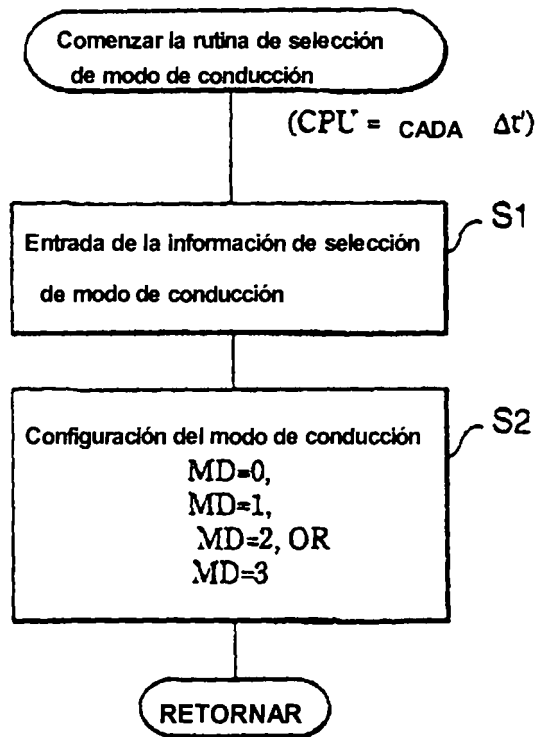 Comenzar la rutina de selección
de modo de conducción
(CPU = CADA Δt')
Entrada de la información de selección
de modo de conducción
S1
Configuración del modo de conducción
MD=0,
MD=1,
MD=2, OR
MD=3
S2
RETORNAR